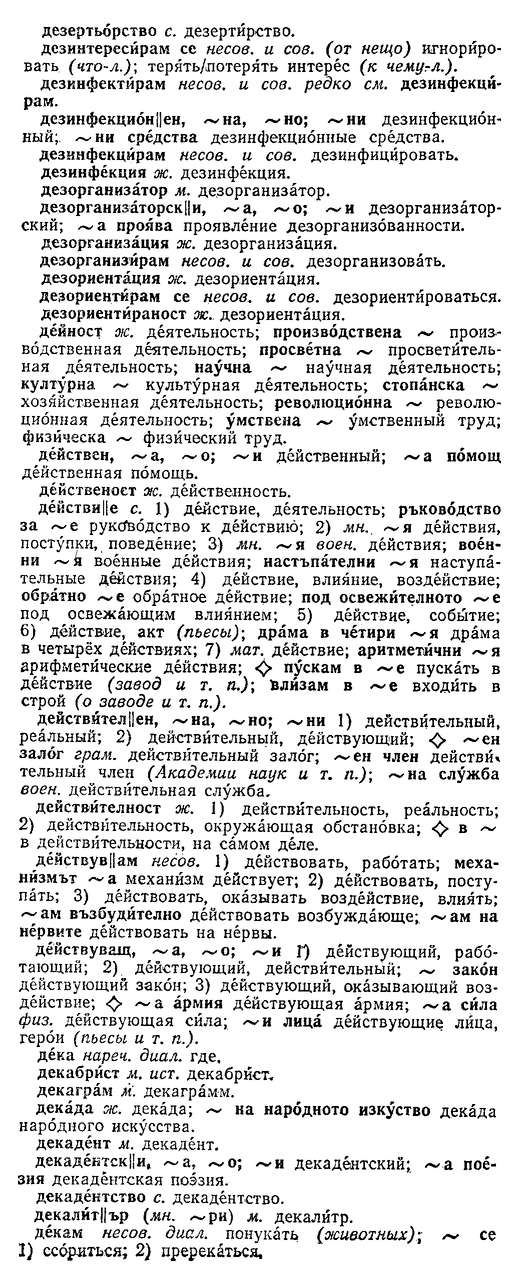 дезертьо́рство с. дезерти́рство.
дезинтереси́рам се несов. и сов. (от нещо) игнори́ро-
вать (что-л.); теря́ть/потеря́ть интере́с (к чему-л.).
дезинфекти́рам несов. и сов. редко см. дезинфекци́-
рам.
дезинфекцио́н||ен, ~на, ~но; ~ни дезинфекцио́н-
ный; ~ни сре́дства дезинфекцио́нные сре́дства.
дезинфекци́рам несов. и сов. дезинфици́ровать.
дезинфе́кция ж. дезинфе́кция.
дезорганиза́тор м. дезорганиза́тор.
дезорганиза́торск||и, ~а, ~о; ~и дезорганиза́тор-
ский; ~а проя́ва проявле́ние дезорганизо́ванности.
дезорганиза́ция ж. дезорганиза́ция.
дезорганизи́рам несов. и сов. дезорганизова́ть.
дезориента́ция ж. дезориента́ция.
дезориенти́рам се несов. и сов. дезориенти́роваться.
дезориенти́раност ж. дезориента́ция.
де́йност ж. де́ятельность; произво́дствена ~ произ-
во́дственная де́ятельность; просве́тна ~ просвети́тель-
ная де́ятельность; нау́чна ~ нау́чная де́ятельность;
култу́рна ~ культу́рная де́ятельность; стопа́нска ~
хозя́йственная де́ятельность; революцио́нна ~ револю-
цио́нная де́ятельность; у́мствена ~ у́мственный труд;
физи́ческа ~ физи́ческий труд.
де́йствен, ~а, ~о; ~и де́йственный; ~а по́мощ
де́йственная по́мощь.
де́йственост ж. де́йственность.
де́йстви||е с. 1) де́йствие, де́ятельность; ръково́дство
за ~е руково́дство к де́йствию; 2) мн. ~я де́йствия,
посту́пки, поведе́ние; 3) мн. ~я воен. де́йствия; вое́н-
ни ~я вое́нные де́йствия; настъпа́телни ~я наступа́-
тельные де́йствия; 4) де́йствие, влия́ние, возде́йствие;
обра́тно ~е обра́тное де́йствие; под освежи́телното ~е
под освежа́ющим влия́нием; 5) де́йствие, собы́тие;
6) де́йствие, акт (пьесы); дра́ма в че́тири ~я дра́ма
в четырёх де́йствиях; 7) мат. де́йствие; аритмети́чни ~я
арифмети́ческие де́йствия; ◇ пу́скам в ~е пуска́ть в
де́йствие (завод и т. п.); вли́зам в ~е входи́ть в
строй (о заводе и т. п.).
действи́тел||ен, ~на, ~но; ~ни 1) действи́тельный,
реа́льный; 2) действи́тельный, де́йствующий; ◇ ~ен
зало́г грам. действи́тельный зало́г; ~ен член действи́-
тельный член (Академии наук и т. п.); ~на слу́жба
воен. действи́тельная слу́жба.
действи́телност ж. 1) действи́тельность, реа́льность;
2) действи́тельность, окружа́ющая обстано́вка; ◇ в ~
в действи́тельности, на са́мом де́ле.
де́йствув||ам несов. 1) де́йствовать, рабо́тать; меха-
ни́змът ~а механи́зм де́йствует; 2) де́йствовать, посту-
па́ть; 3) де́йствовать, ока́зывать возде́йствие, влия́ть;
~ам възбуди́телно де́йствовать возбужда́юще; ~ам на
не́рвите де́йствовать на не́рвы.
де́йствуващ, ~а, ~о; ~и 1) де́йствующий, рабо́-
тающий; 2) де́йствующий, действи́тельный; ~ зако́н
де́йствующий зако́н; 3) де́йствующий, ока́зывающий воз-
де́йствие; ◇ ~а а́рмия де́йствующая а́рмия; ~а си́ла
физ. де́йствующая си́ла; ~и лица́ де́йствующие ли́ца,
геро́и (пьесы и т. п.).
де́ка нареч. диал. где.
декабри́ст м. ист. декабри́ст.
декагра́м м. декагра́мм.
дека́да ж. дека́да; ~ на наро́дното изку́ство дека́да
наро́дного иску́сства.
декаде́нт м. декаде́нт.
декаде́нтск||и, ~а, ~о; ~и декаде́нтский; ~а пое́-
зия декаде́нтская поэ́зия.
декаде́нтство с. декаде́нтство.
декали́т||ър (мн. ~ри) м. декали́тр.
де́кам несов. диал. понука́ть (животных); ~ се
1) ссо́риться; 2) пререка́ться.